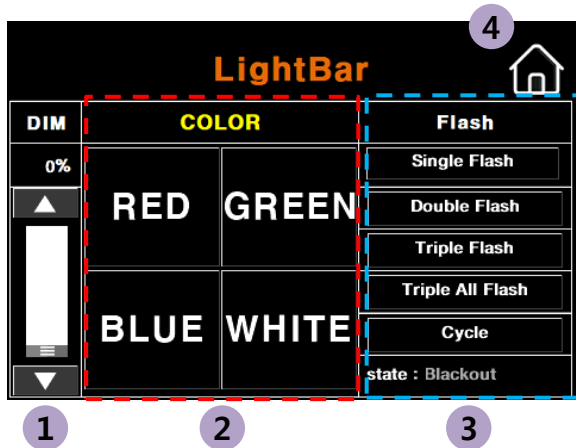 4
LightBar
DIM
COLOR
Flash
0%
Single Flash
RED
GREEN
Double Flash
Triple Flash
Triple All Flash
BLUE
WHITE
Cycle
state : Blackout
1
2
3